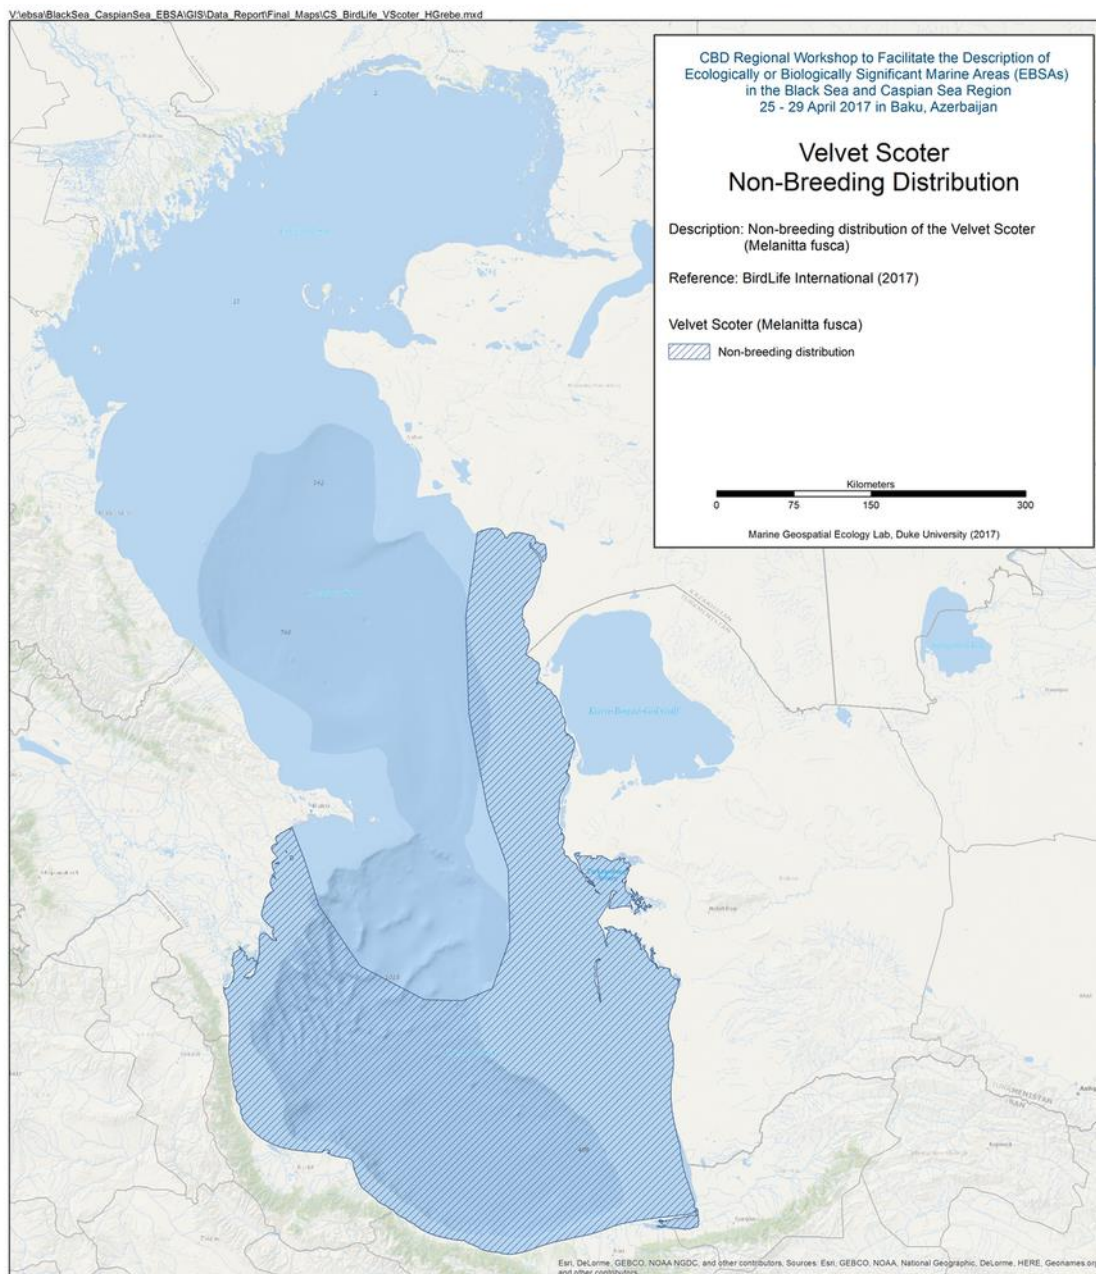 V:\ebsa\BlackSea_CaspianSea_EBSA\GIS\Data_Report\Final_Maps\CS_BirdLife_VScoter_HGrebe.mxd
CBD Regional Workshop to Facilitate the Description of
Ecologically or Biologically Significant Marine Areas (EBSAs)
in the Black Sea and Caspian Sea Region
25 - 29 April 2017 in Baku, Azerbaijan
Velvet Scoter
Non-Breeding Distribution
Description: Non-breeding distribution of the Velvet Scoter
(Melanitta fusca)
Reference: BirdLife International (2017)
Velvet Scoter (Melanitta fusca)
Non-breeding distribution
Kilometers
0 75 150 300
Marine Geospatial Ecology Lab, Duke University (2017)
KAZAKHSTAN
TURKMENISTAN
TURKMENISTAN
IRAN
Esri, DeLorme, GEBCO, NOAA NGDC, and other contributors, Sources: Esri, GEBCO, NOAA, National Geographic, DeLorme, HERE, Geonames.org
and other contributors